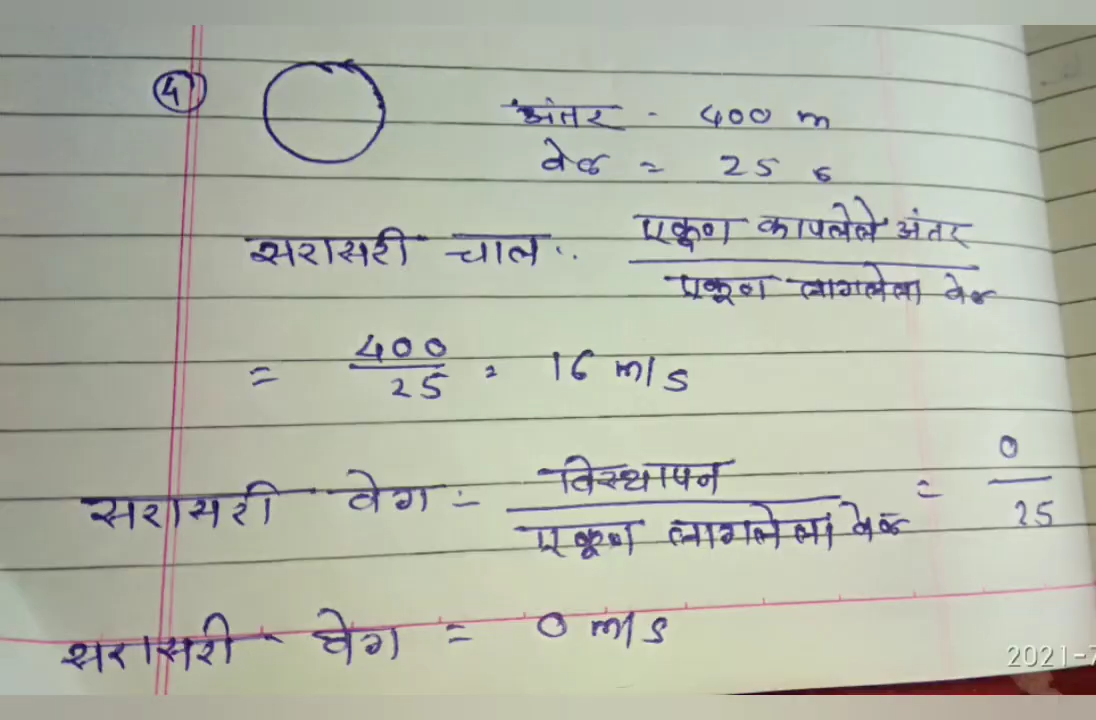 4
अंतर - 400 m
वेळ = 25 s
सरासरी चाल :. एकूण कापलेले अंतर
एकूण लागलेला वेळ
= 400 / 25 = 16 m/s
सरासरी वेग = विस्थापन / एकूण लागलेला वेळ = 0 / 25
सरासरी वेग = 0 m/s
2021-7